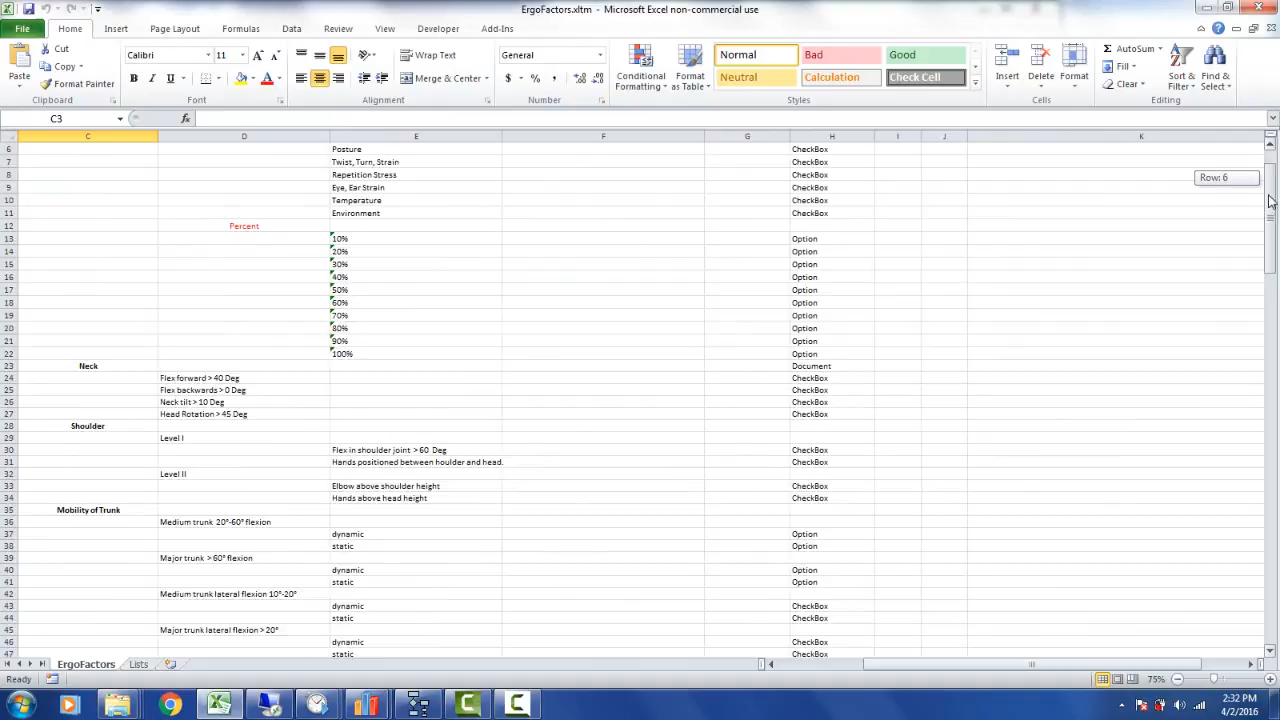 ErgoFactors.xltm - Microsoft Excel non-commercial use
File Home Insert Page Layout Formulas Data Review View Developer Add-Ins
Paste
Cut
Copy
Format Painter
Clipboard
Calibri 11
B I U
Font
Wrap Text
Merge & Center
Alignment
General
$ % ,
Number
Conditional Formatting
Format as Table
Normal Bad Good
Neutral Calculation Check Cell
Styles
Insert Delete Format
Cells
AutoSum
Fill
Clear
Sort & Filter
Find & Select
Editing
C3 fx
C D E F G H I J K
6 Posture CheckBox
7 Twist, Turn, Strain CheckBox
8 Repetition Stress CheckBox
Row: 6
9 Eye, Ear Strain CheckBox
10 Temperature CheckBox
11 Environment CheckBox
12 Percent
13 10% Option
14 20% Option
15 30% Option
16 40% Option
17 50% Option
18 60% Option
19 70% Option
20 80% Option
21 90% Option
22 100% Option
23 Neck Document
24 Flex forward > 40 Deg CheckBox
25 Flex backwards > 0 Deg CheckBox
26 Neck tilt > 10 Deg CheckBox
27 Head Rotation > 45 Deg CheckBox
28 Shoulder
29 Level I
30 Flex in shoulder joint > 60 Deg CheckBox
31 Hands positioned between houlder and head. CheckBox
32 Level II
33 Elbow above shoulder height CheckBox
34 Hands above head height CheckBox
35 Mobility of Trunk
36 Medium trunk 20°-60° flexion
37 dynamic Option
38 static Option
39 Major trunk > 60° flexion
40 dynamic Option
41 static Option
42 Medium trunk lateral flexion 10°-20°
43 dynamic CheckBox
44 static CheckBox
45 Major trunk lateral flexion > 20°
46 dynamic CheckBox
47 static CheckBox
ErgoFactors Lists
Ready 75%
2:32 PM
4/2/2016